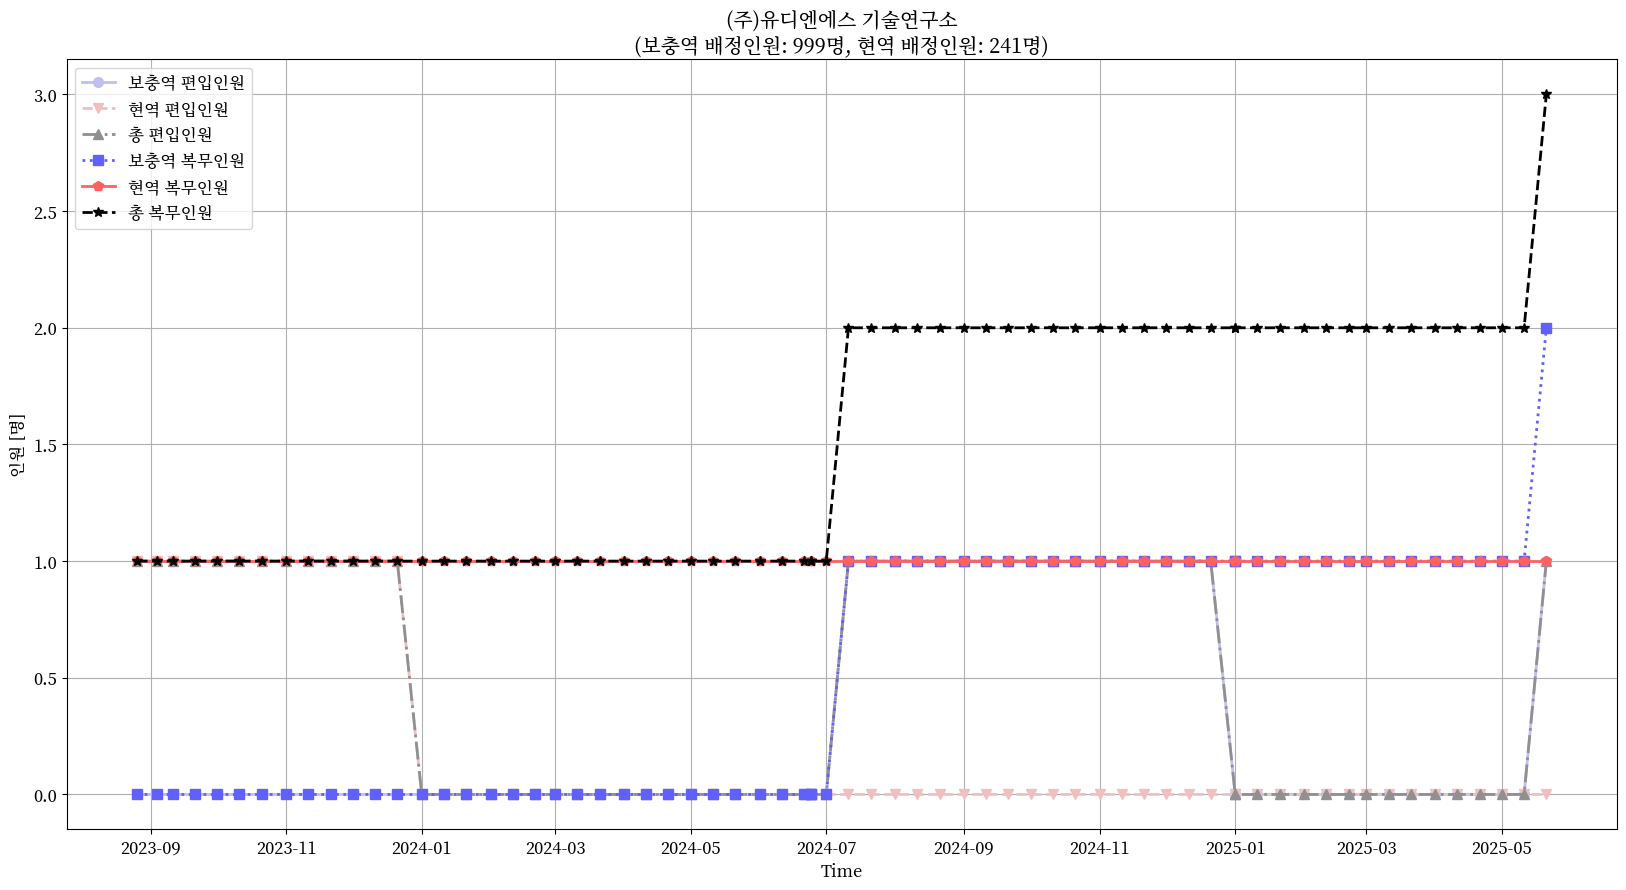 (주)유디엔에스 기술연구소
(보충역 배정인원: 999명, 현역 배정인원: 241명)
보충역 편입인원
현역 편입인원
총 편입인원
보충역 복무인원
현역 복무인원
총 복무인원
인원 [명]
3.0
2.5
2.0
1.5
1.0
0.5
0.0
2023-09 2023-11 2024-01 2024-03 2024-05 2024-07 2024-09 2024-11 2025-01 2025-03 2025-05
Time